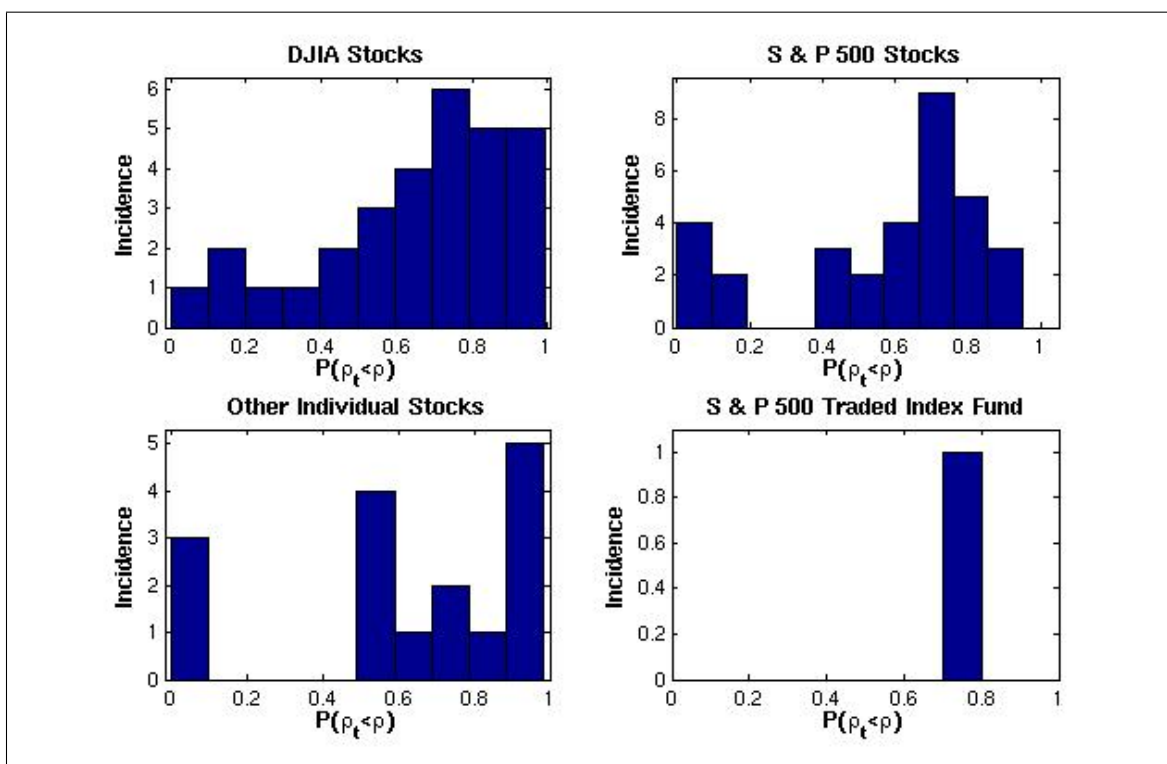 DJIA Stocks
6
5
4
3
2
1
0
Incidence
0 0.2 0.4 0.6 0.8 1
P(ρt<ρ)
S & P 500 Stocks
8
6
4
2
0
Incidence
0 0.2 0.4 0.6 0.8 1
P(ρt<ρ)
Other Individual Stocks
5
4
3
2
1
0
Incidence
0 0.2 0.4 0.6 0.8 1
P(ρt<ρ)
S & P 500 Traded Index Fund
1
0.8
0.6
0.4
0.2
0
Incidence
0 0.2 0.4 0.6 0.8 1
P(ρt<ρ)